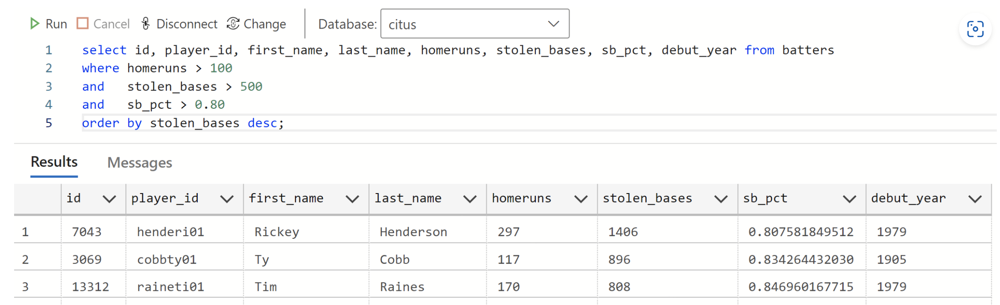 Run Cancel Disconnect Change Database: citus
1 select id, player_id, first_name, last_name, homeruns, stolen_bases, sb_pct, debut_year from batters
2 where homeruns > 100
3 and   stolen_bases > 500
4 and   sb_pct > 0.80
5 order by stolen_bases desc;
Results Messages
id player_id first_name last_name homeruns stolen_bases sb_pct debut_year
1 7043 henderi01 Rickey Henderson 297 1406 0.807581849512 1979
2 3069 cobbty01 Ty Cobb 117 896 0.834264432030 1905
3 13312 raineti01 Tim Raines 170 808 0.846960167715 1979